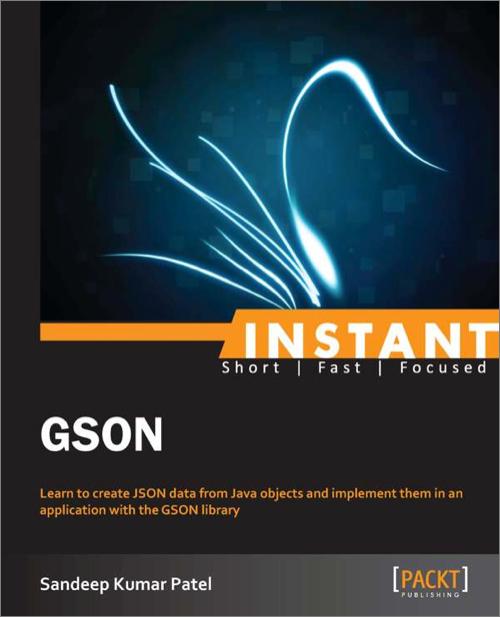 INSTANT
Short | Fast | Focused
GSON
Learn to create JSON data from Java objects and implement them in an
application with the GSON library
Sandeep Kumar Patel
[PACKT]
PUBLISHING